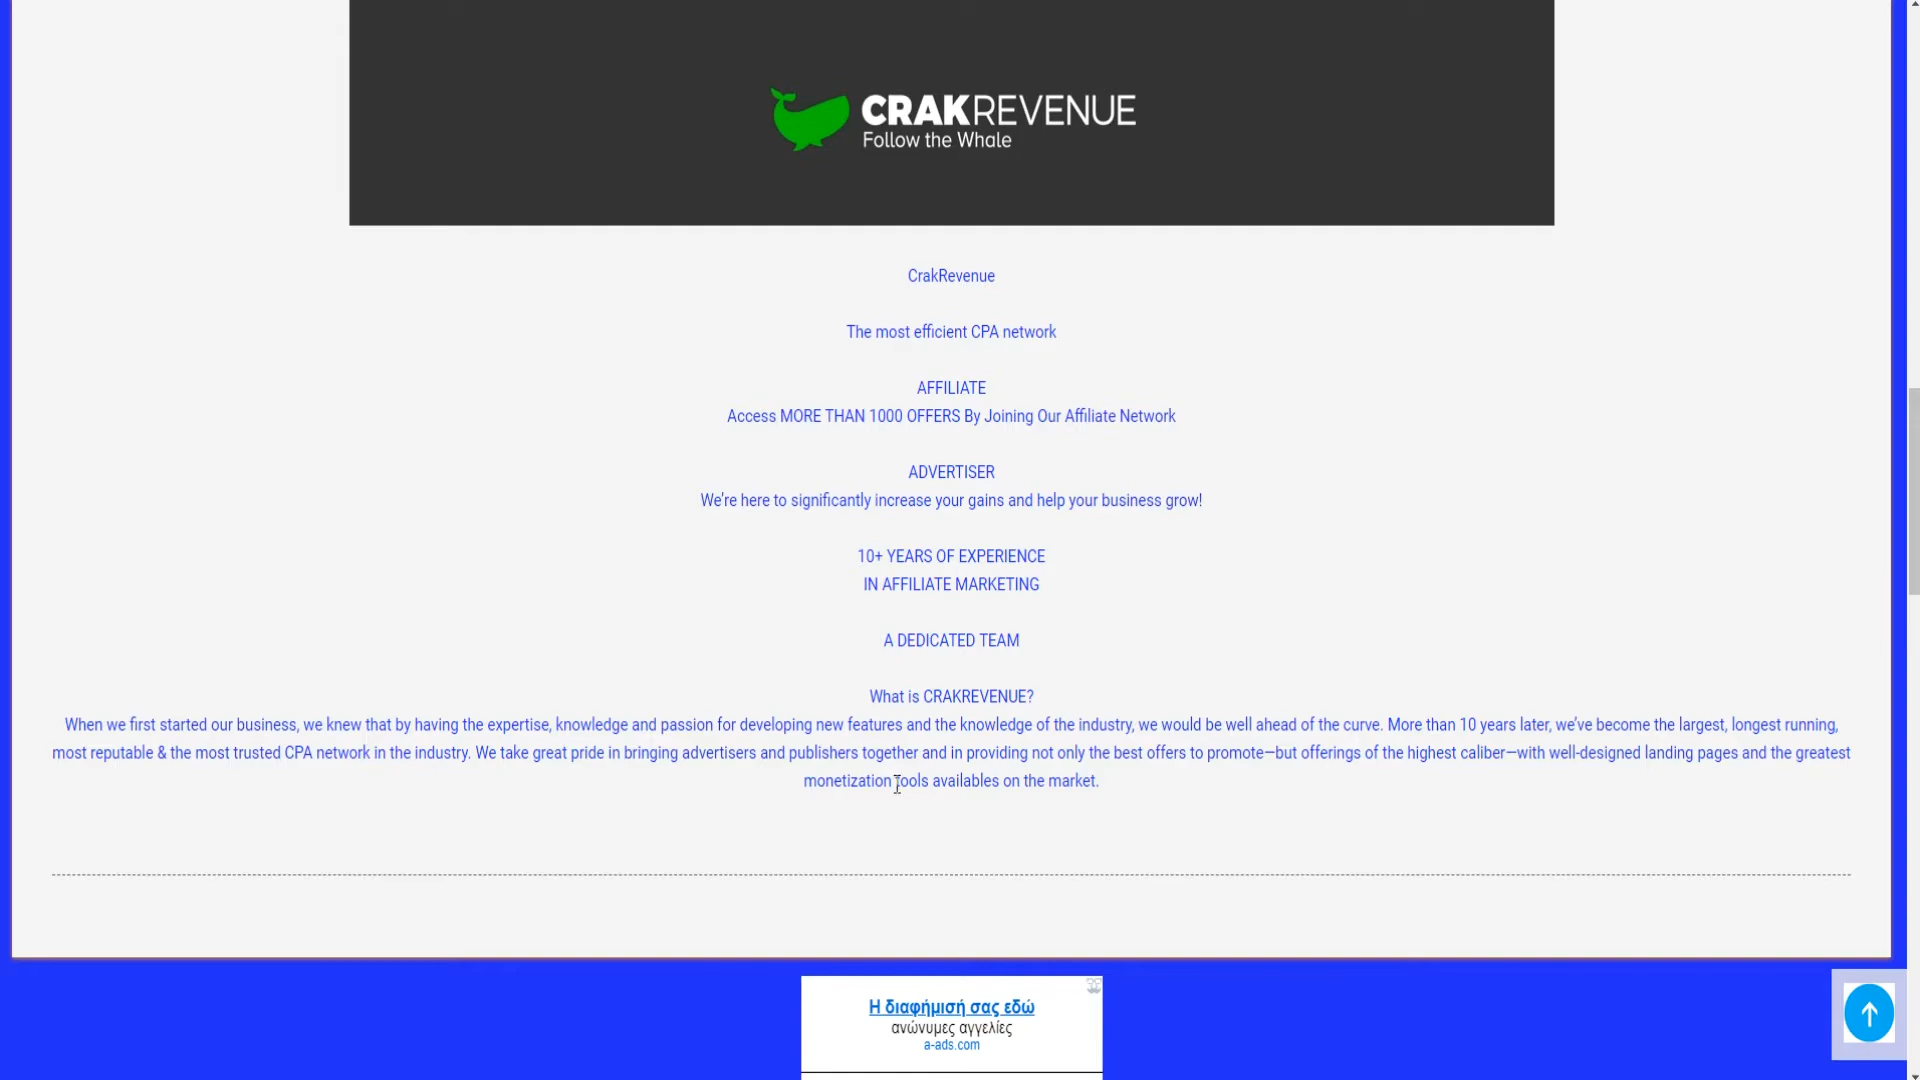 CRAKREVENUE
Follow the Whale
CrakRevenue
The most efficient CPA network
AFFILIATE
Access MORE THAN 1000 OFFERS By Joining Our Affiliate Network
ADVERTISER
We're here to significantly increase your gains and help your business grow!
10+ YEARS OF EXPERIENCE
IN AFFILIATE MARKETING
A DEDICATED TEAM
What is CRAKREVENUE?
When we first started our business, we knew that by having the expertise, knowledge and passion for developing new features and the knowledge of the industry, we would be well ahead of the curve. More than 10 years later, we've become the largest, longest running,
most reputable & the most trusted CPA network in the industry. We take great pride in bringing advertisers and publishers together and in providing not only the best offers to promote—but offerings of the highest caliber—with well-designed landing pages and the greatest
monetization tools availables on the market.
Η διαφήμισή σας εδώ
ανώνυμες αγγελίες
a-ads.com